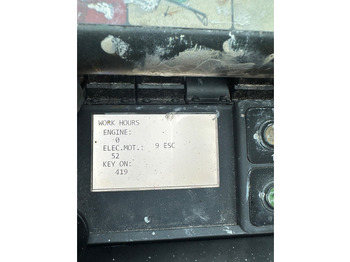 WORK HOURS
ENGINE:
0
ELEC.MOT.: 9 ESC
52
KEY ON:
419